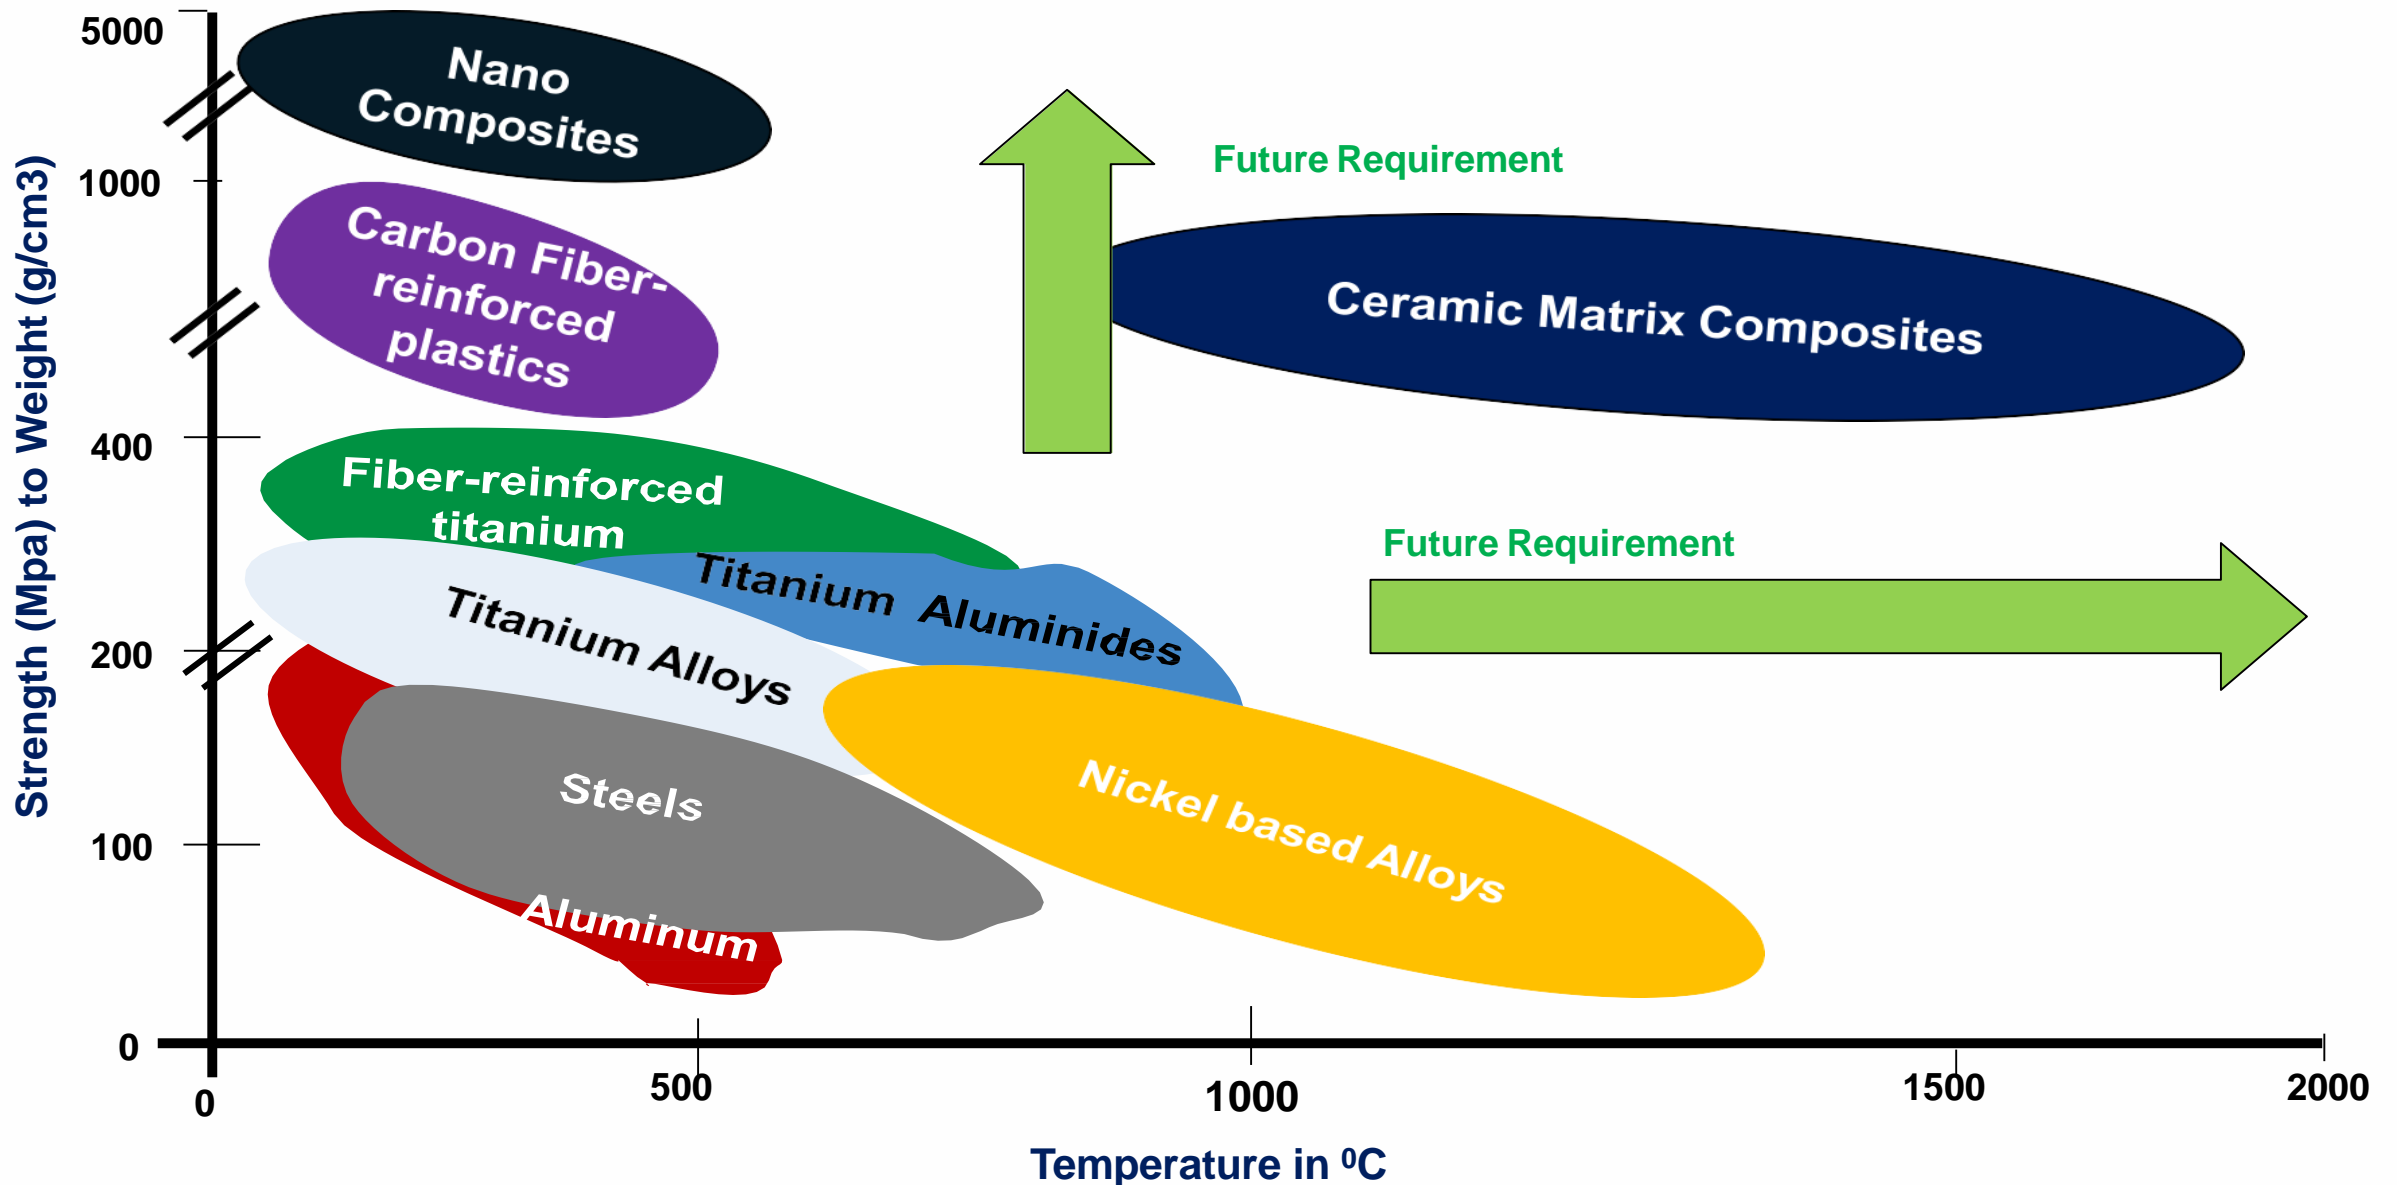 5000
Nano
Composites
Future Requirement
1000
Carbon Fiber-
reinforced
plastics
Ceramic Matrix Composites
Strength (Mpa) to Weight (g/cm3)
400
Fiber-reinforced
titanium
Future Requirement
Titanium Aluminides
Titanium Alloys
200
Steels
Nickel based Alloys
100
Aluminum
0
0
500
1000
1500
2000
Temperature in ⁰C